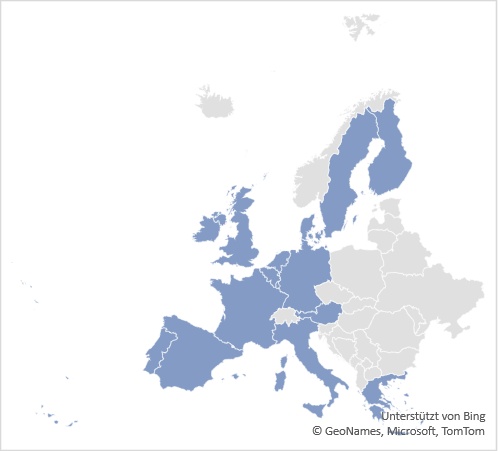 Unterstützt von Bing
© GeoNames, Microsoft, TomTom